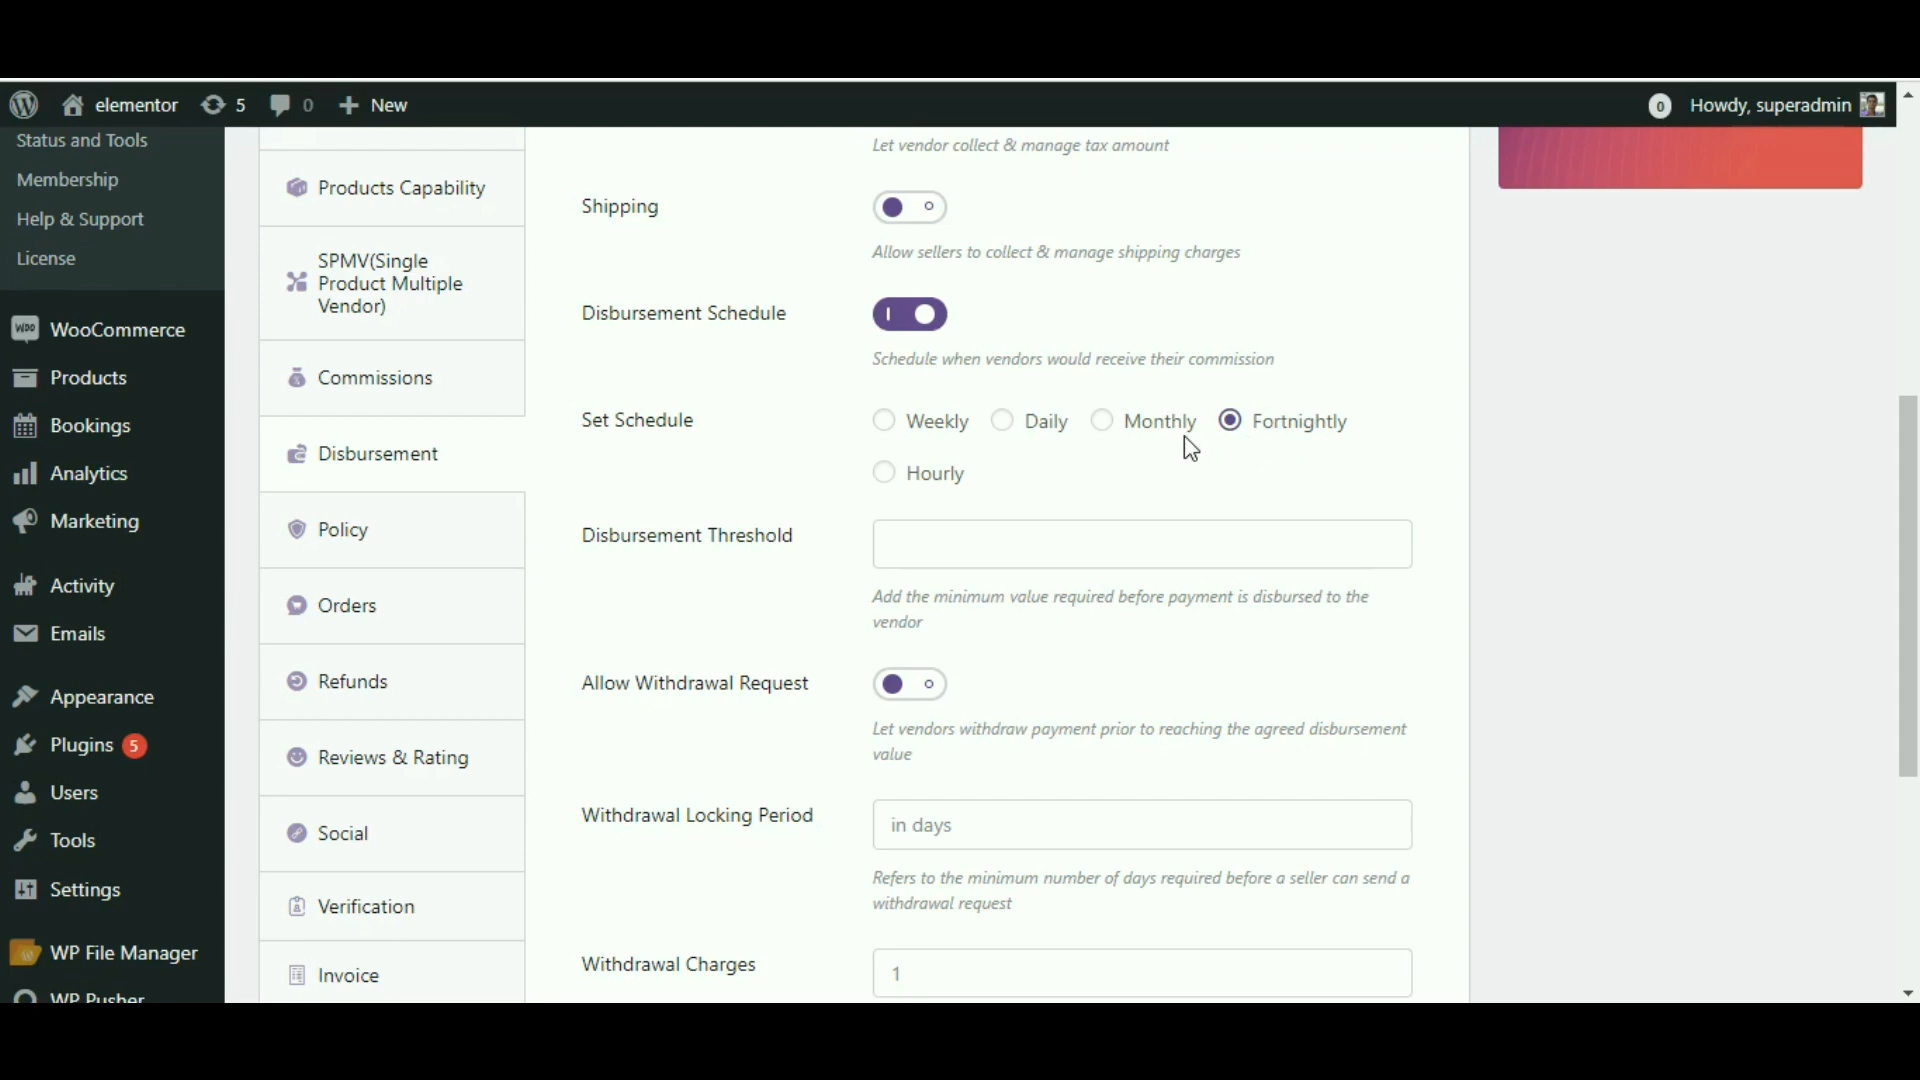 elementor 5 0 New 0 Howdy, superadmin
Status and Tools
Membership
Help & Support
License
WOO WooCommerce
Products
Bookings
Analytics
Marketing
Activity
Emails
Appearance
Plugins 5
Users
Tools
Settings
WP File Manager
WP Pusher
Products Capability
SPMV(Single
Product Multiple
Vendor)
Commissions
Disbursement
Policy
Orders
Refunds
Reviews & Rating
Social
Verification
Invoice
Let vendor collect & manage tax amount
Shipping
Allow sellers to collect & manage shipping charges
Disbursement Schedule
Schedule when vendors would receive their commission
Set Schedule
Weekly Daily Monthly Fortnightly
Hourly
Disbursement Threshold
Add the minimum value required before payment is disbursed to the
vendor
Allow Withdrawal Request
Let vendors withdraw payment prior to reaching the agreed disbursement
value
Withdrawal Locking Period
in days
Refers to the minimum number of days required before a seller can send a
withdrawal request
Withdrawal Charges
1